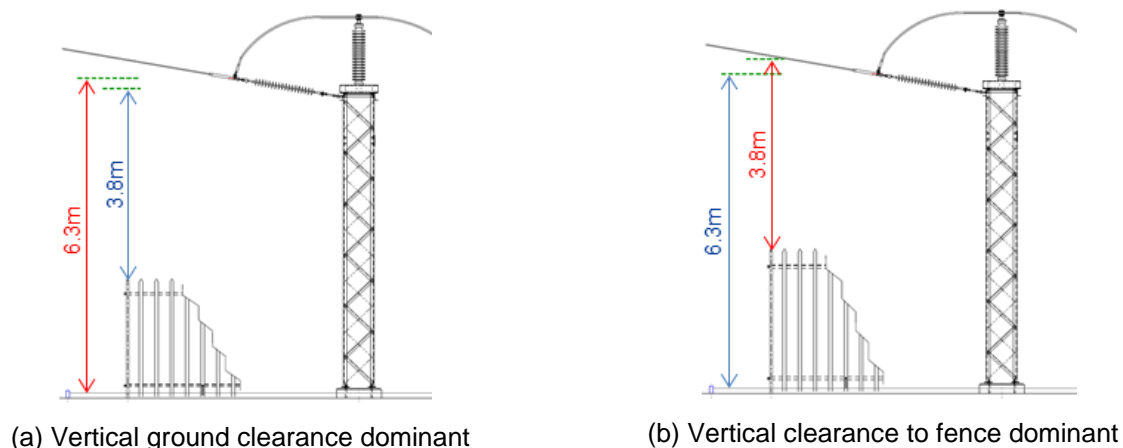 6.3m
3.8m
6.3m
3.8m
(a) Vertical ground clearance dominant
(b) Vertical clearance to fence dominant